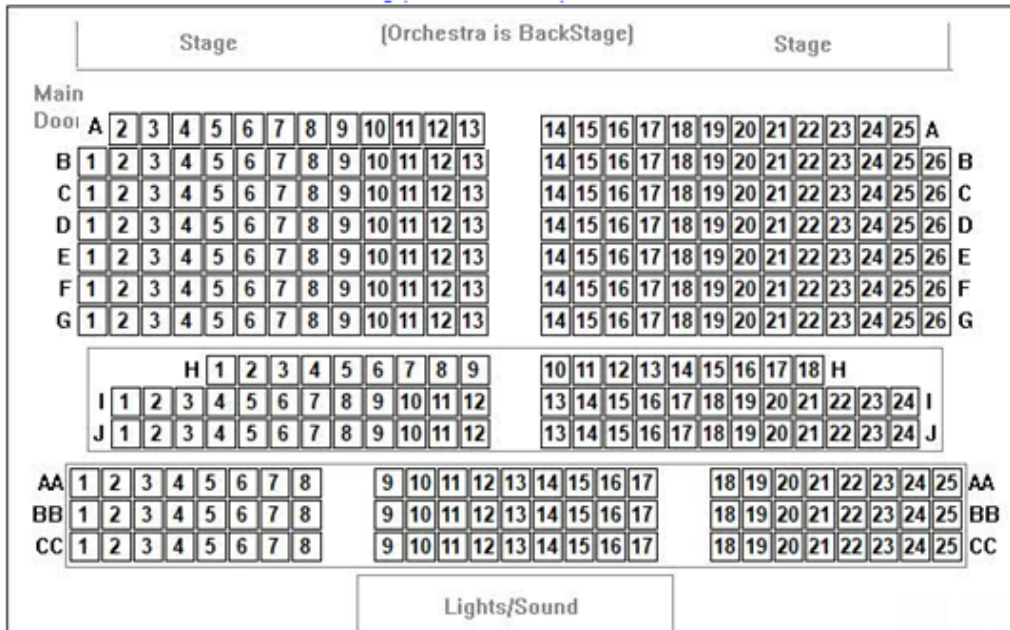 Stage (Orchestra is BackStage) Stage
Main
Door A 2 3 4 5 6 7 8 9 10 11 12 13 14 15 16 17 18 19 20 21 22 23 24 25 A
B 1 2 3 4 5 6 7 8 9 10 11 12 13 14 15 16 17 18 19 20 21 22 23 24 25 26 B
C 1 2 3 4 5 6 7 8 9 10 11 12 13 14 15 16 17 18 19 20 21 22 23 24 25 26 C
D 1 2 3 4 5 6 7 8 9 10 11 12 13 14 15 16 17 18 19 20 21 22 23 24 25 26 D
E 1 2 3 4 5 6 7 8 9 10 11 12 13 14 15 16 17 18 19 20 21 22 23 24 25 26 E
F 1 2 3 4 5 6 7 8 9 10 11 12 13 14 15 16 17 18 19 20 21 22 23 24 25 26 F
G 1 2 3 4 5 6 7 8 9 10 11 12 13 14 15 16 17 18 19 20 21 22 23 24 25 26 G
H 1 2 3 4 5 6 7 8 9 10 11 12 13 14 15 16 17 18 H
I 1 2 3 4 5 6 7 8 9 10 11 12 13 14 15 16 17 18 19 20 21 22 23 24 I
J 1 2 3 4 5 6 7 8 9 10 11 12 13 14 15 16 17 18 19 20 21 22 23 24 J
AA 1 2 3 4 5 6 7 8 9 10 11 12 13 14 15 16 17 18 19 20 21 22 23 24 25 AA
BB 1 2 3 4 5 6 7 8 9 10 11 12 13 14 15 16 17 18 19 20 21 22 23 24 25 BB
CC 1 2 3 4 5 6 7 8 9 10 11 12 13 14 15 16 17 18 19 20 21 22 23 24 25 CC
Lights/Sound